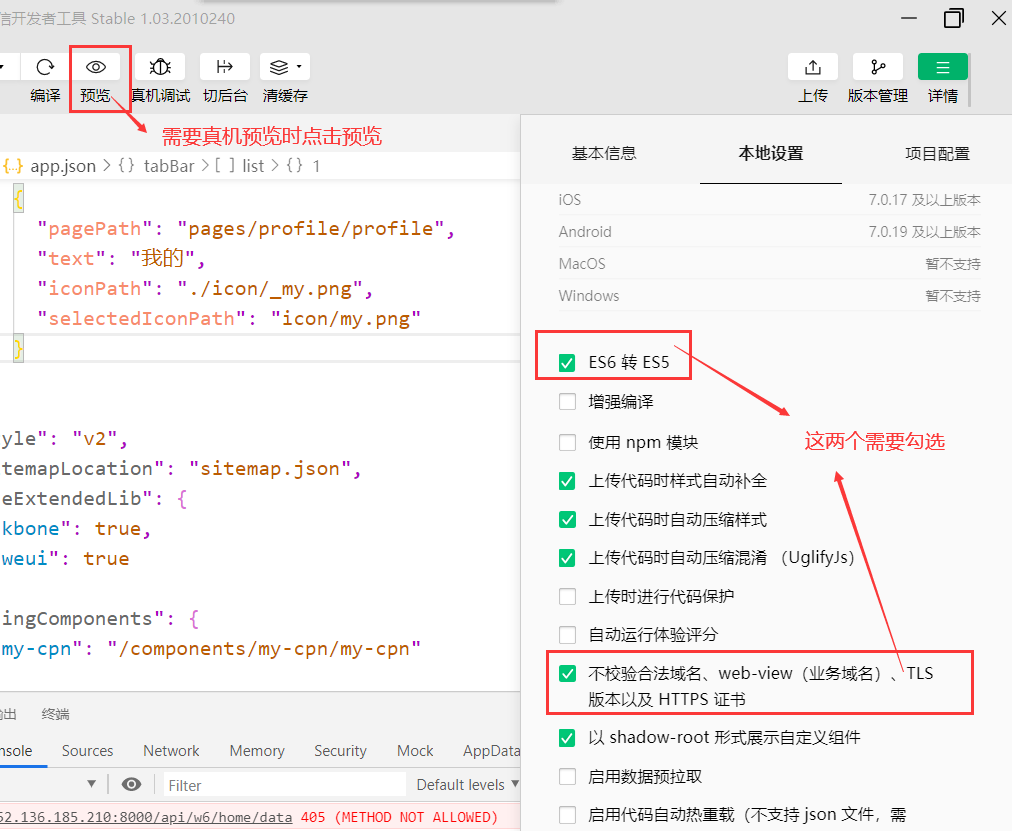 信开发者工具 Stable 1.03.2010240
编译
预览
真机调试
切后台
清缓存
上传
版本管理
详情
需要真机预览时点击预览
{..} app.json > {} tabBar > [ ] list > {} 1
{
"pagePath": "pages/profile/profile",
"text": "我的",
"iconPath": "./icon/_my.png",
"selectedIconPath": "icon/my.png"
}
yle": "v2",
temapLocation": "sitemap.json",
eExtendedLib": {
kbone": true,
weui": true
ingComponents": {
my-cpn": "/components/my-cpn/my-cpn"
出 终端
nsole Sources Network Memory Security Mock AppData
Filter Default levels
52.136.185.210:8000/api/w6/home/data 405 (METHOD NOT ALLOWED)
基本信息 本地设置 项目配置
iOS 7.0.17 及以上版本
Android 7.0.19 及以上版本
MacOS 暂不支持
Windows 暂不支持
ES6 转 ES5
增强编译
使用 npm 模块
这两个需要勾选
上传代码时样式自动补全
上传代码时自动压缩样式
上传代码时自动压缩混淆 （UglifyJs）
上传时进行代码保护
自动运行体验评分
不校验合法域名、web-view（业务域名）、TLS
版本以及 HTTPS 证书
以 shadow-root 形式展示自定义组件
启用数据预拉取
启用代码自动热重载（不支持 json 文件，需